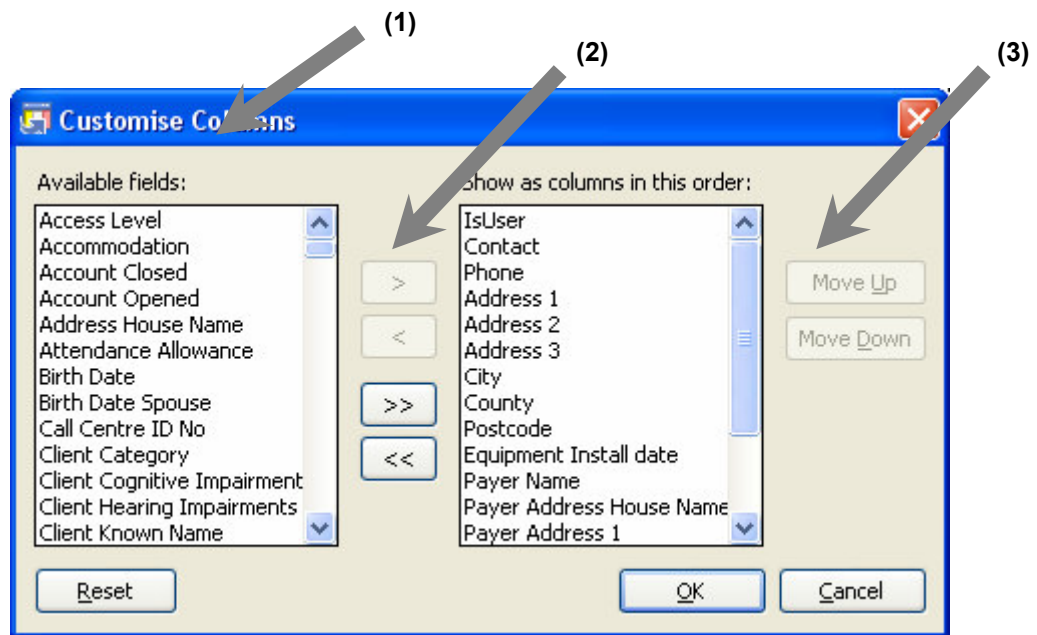 (1)
(2)
(3)
Customise Columns
Available fields:
Access Level
Accommodation
Account Closed
Account Opened
Address House Name
Attendance Allowance
Birth Date
Birth Date Spouse
Call Centre ID No
Client Category
Client Cognitive Impairment
Client Hearing Impairments
Client Known Name
>
<
>>
<<
Show as columns in this order:
IsUser
Contact
Phone
Address 1
Address 2
Address 3
City
County
Postcode
Equipment Install date
Payer Name
Payer Address House Name
Payer Address 1
Move Up
Move Down
Reset
OK
Cancel